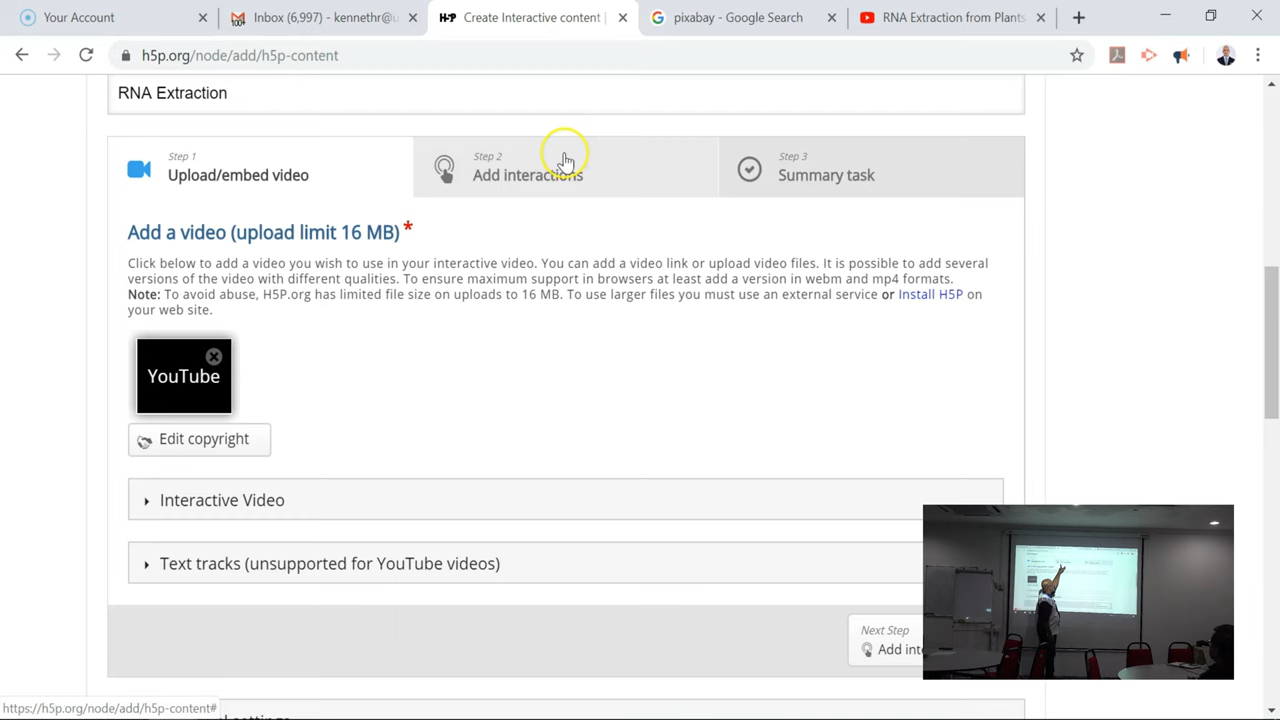 Your Account
Inbox (6,997) - kennethr@u
H5P Create Interactive content |
pixabay - Google Search
RNA Extraction from Plants
h5p.org/node/add/h5p-content
RNA Extraction
Step 1
Upload/embed video
Step 2
Add interactions
Step 3
Summary task
Add a video (upload limit 16 MB) *
Click below to add a video you wish to use in your interactive video. You can add a video link or upload video files. It is possible to add several
versions of the video with different qualities. To ensure maximum support in browsers at least add a version in webm and mp4 formats.
Note: To avoid abuse, H5P.org has limited file size on uploads to 16 MB. To use larger files you must use an external service or Install H5P on
your web site.
YouTube
Edit copyright
Interactive Video
Text tracks (unsupported for YouTube videos)
Next Step
Add inte
https://h5p.org/node/add/h5p-content#
settings